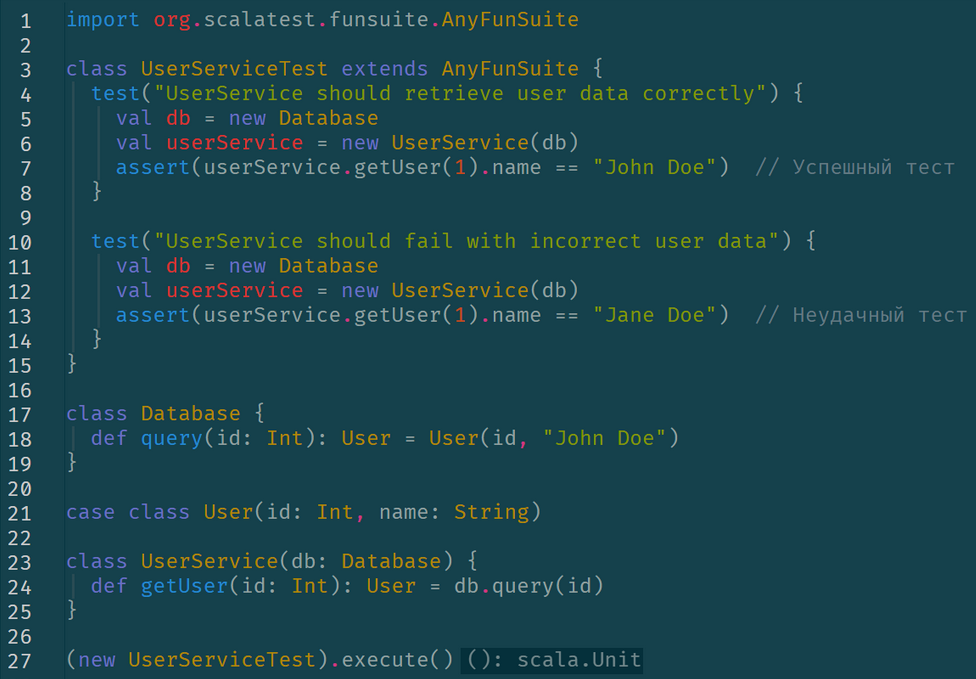 1 import org.scalatest.funsuite.AnyFunSuite
2
3 class UserServiceTest extends AnyFunSuite {
4   test("UserService should retrieve user data correctly") {
5     val db = new Database
6     val userService = new UserService(db)
7     assert(userService.getUser(1).name == "John Doe")  // Успешный тест
8   }
9
10   test("UserService should fail with incorrect user data") {
11     val db = new Database
12     val userService = new UserService(db)
13     assert(userService.getUser(1).name == "Jane Doe")  // Неудачный тест
14   }
15 }
16
17 class Database {
18   def query(id: Int): User = User(id, "John Doe")
19 }
20
21 case class User(id: Int, name: String)
22
23 class UserService(db: Database) {
24   def getUser(id: Int): User = db.query(id)
25 }
26
27 (new UserServiceTest).execute() (): scala.Unit